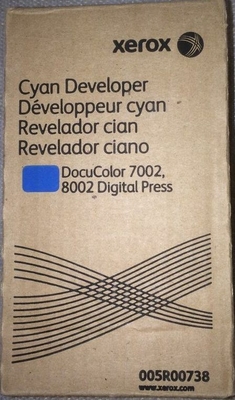 xerox
Cyan Developer
Développeur cyan
Revelador cian
Revelador ciano
DocuColor 7002,
8002 Digital Press
005R00738
www.xerox.com